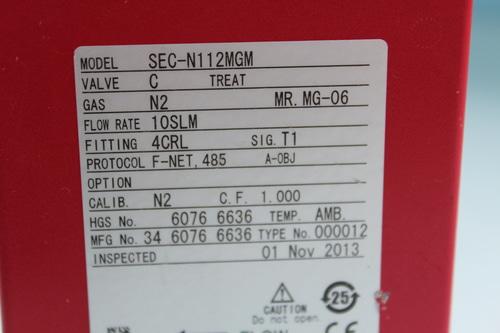 MODEL SEC-N112MGM
VALVE C TREAT
GAS N2 MR. MG-06
FLOW RATE 10SLM
FITTING 4CRL SIG. T1
PROTOCOL F-NET, 485 A-OBJ
OPTION
CALIB. N2 C.F. 1.000
HGS No. 6076 6636 TEMP. AMB.
MFG No. 34 6076 6636 TYPE No. 000012
INSPECTED 01 Nov 2013
CAUTION
Do not open.
25
CE